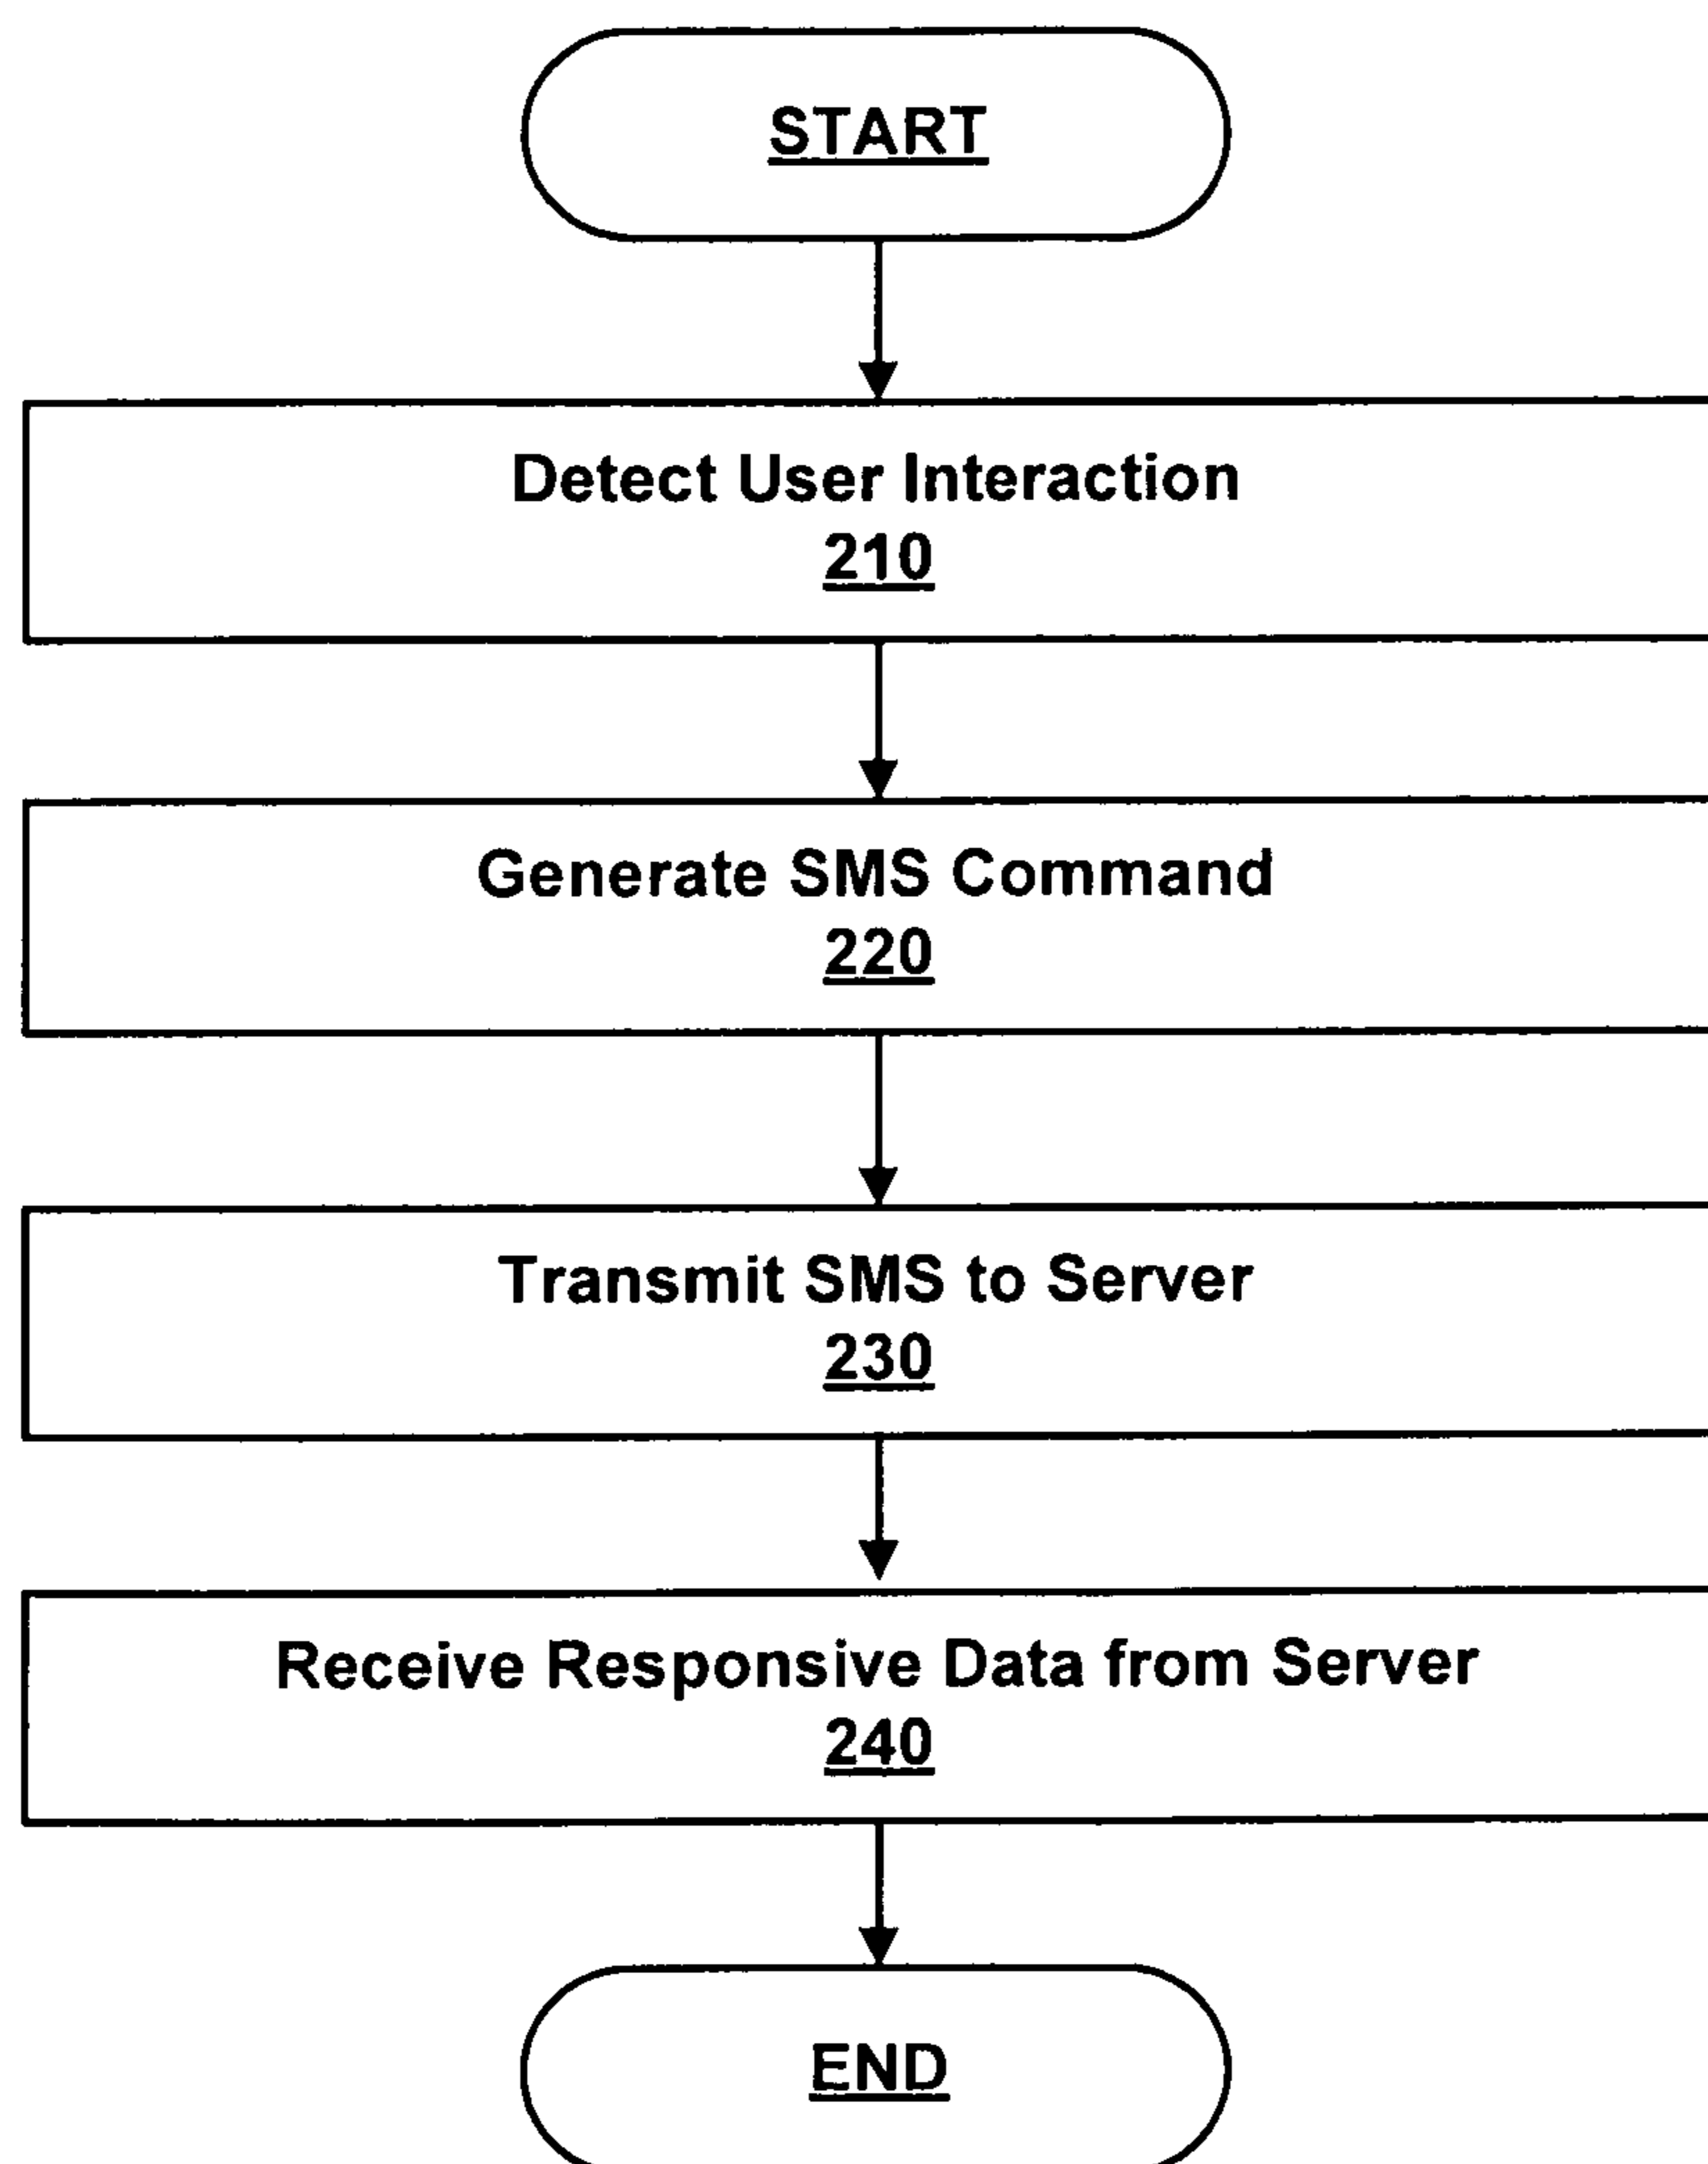 START
Detect User Interaction
210
Generate SMS Command
220
Transmit SMS to Server
230
Receive Responsive Data from Server
240
END